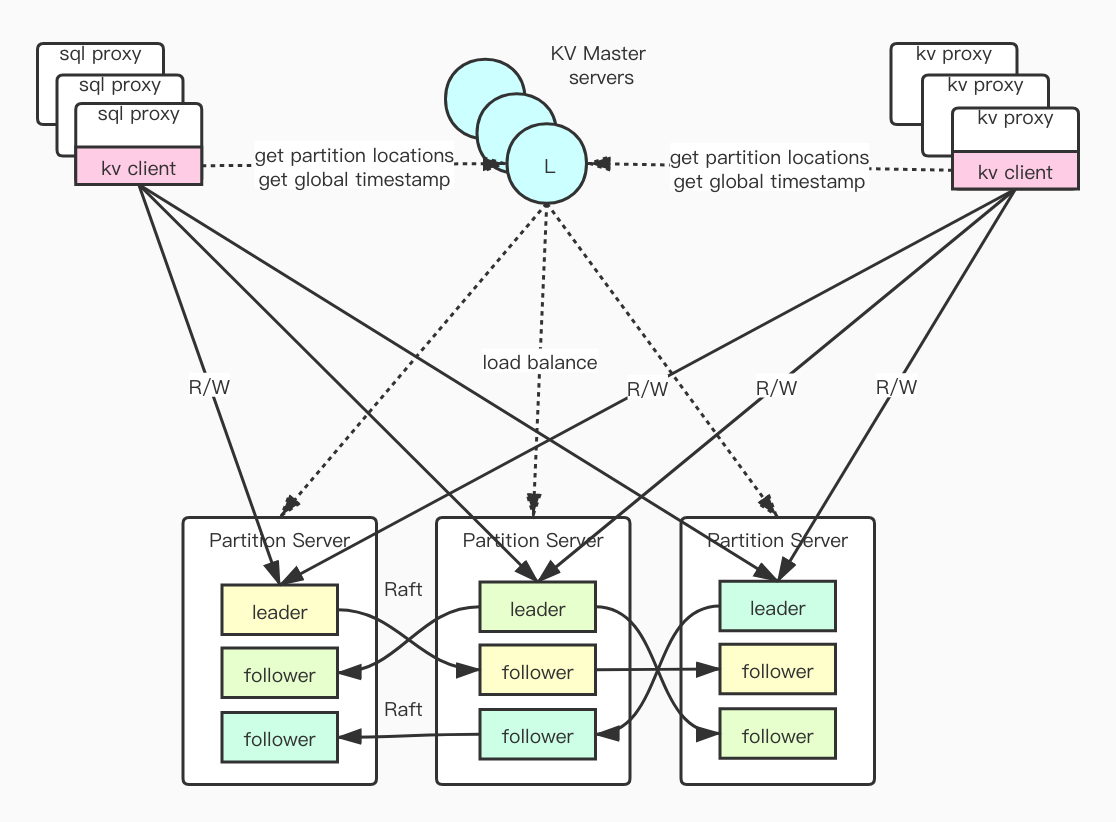 sql proxy
sql proxy
sql proxy
kv client
KV Master
servers
L
kv proxy
kv proxy
kv proxy
kv client
get partition locations
get global timestamp
get partition locations
get global timestamp
load balance
R/W
R/W
R/W
R/W
Partition Server
leader
follower
follower
Raft
Raft
Partition Server
leader
follower
follower
Partition Server
leader
follower
follower